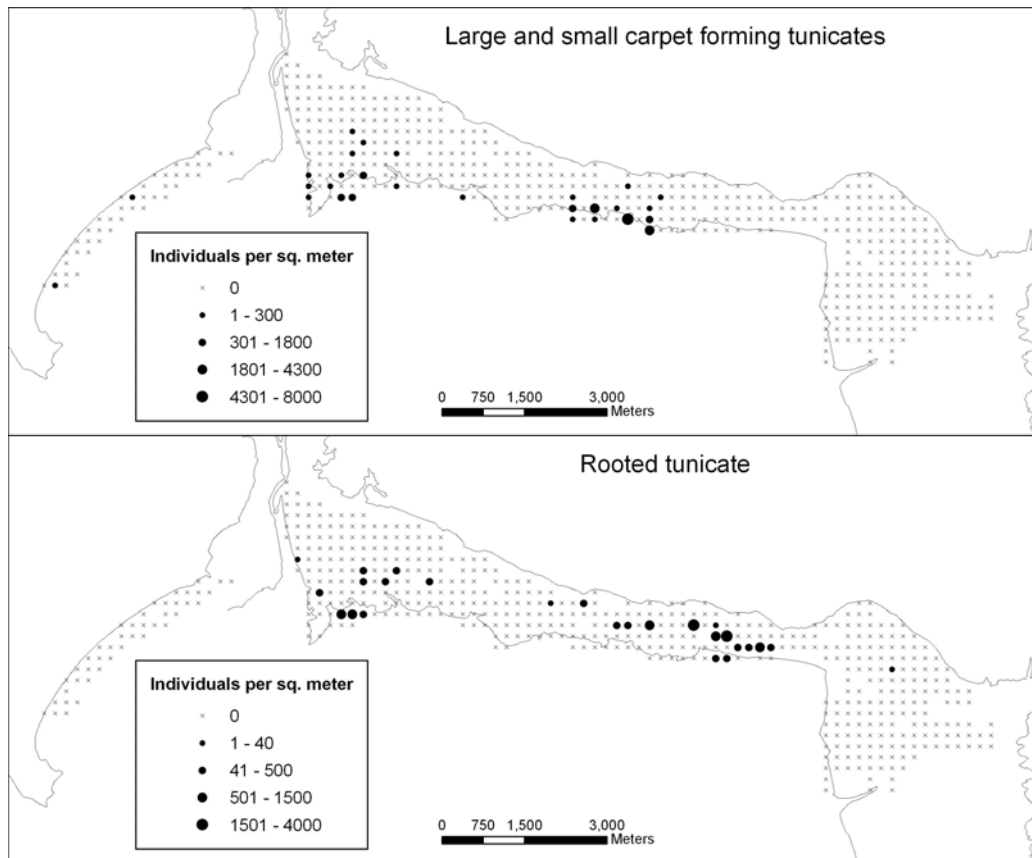 Large and small carpet forming tunicates
Individuals per sq. meter
0
1 - 300
301 - 1800
1801 - 4300
4301 - 8000
0 750 1,500 3,000
Meters
Rooted tunicate
Individuals per sq. meter
0
1 - 40
41 - 500
501 - 1500
1501 - 4000
0 750 1,500 3,000
Meters